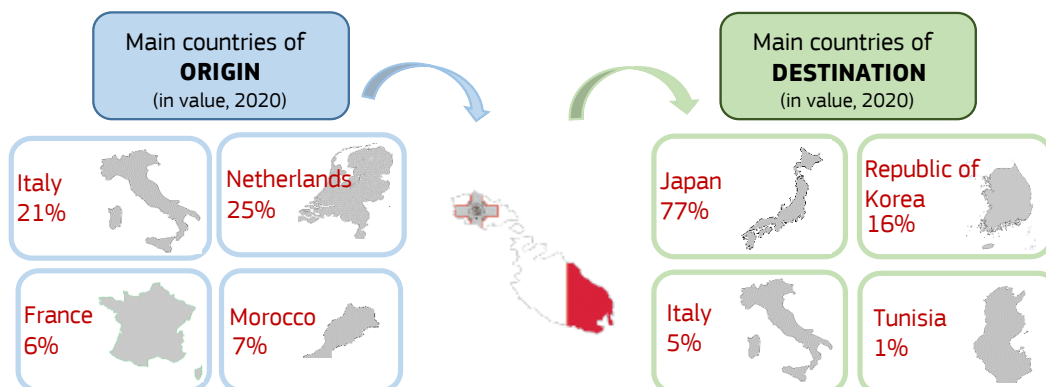 Main countries of
ORIGIN
(in value, 2020)
Main countries of
DESTINATION
(in value, 2020)
Italy
21%
Netherlands
25%
Japan
77%
Republic of
Korea
16%
France
6%
Morocco
7%
Italy
5%
Tunisia
1%